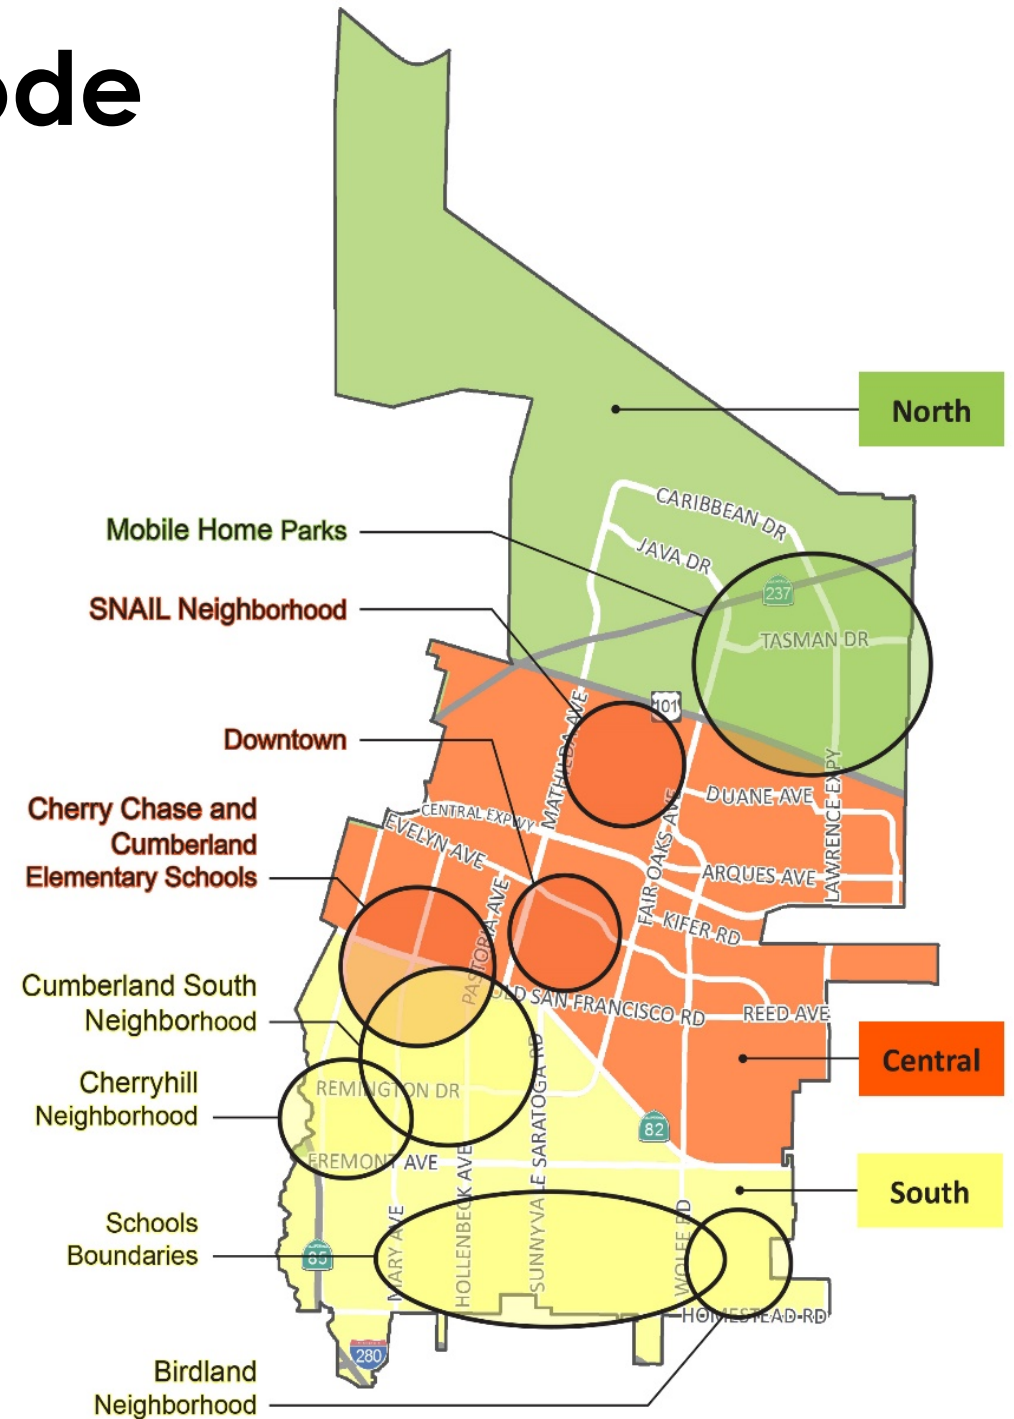 ode
North
CARIBBEAN DR
JAVA DR
Mobile Home Parks
237
SNAIL Neighborhood
TASMAN DR
101
MATHILDA AVE
Downtown
DUANE AVE
LAWRENCE EXPY
Cherry Chase and
Cumberland
Elementary Schools
CENTRAL EXPWY
EVELYN AVE
FAIR OAKS AVE
ARQUES AVE
PASTORIA AVE
KIFER RD
Cumberland South
Neighborhood
OLD SAN FRANCISCO RD
REED AVE
Central
Cherryhill
Neighborhood
REMINGTON DR
SUNNYVALE SARATOGA RD
82
FREMONT AVE
South
Schools
Boundaries
85
MARY AVE
HOLLENBECK AVE
WOLFE RD
HOMESTEAD RD
280
Birdland
Neighborhood